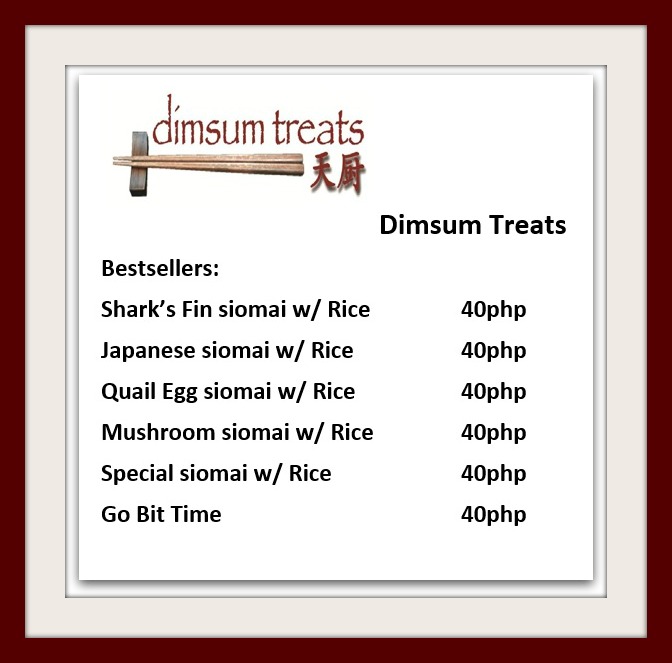 dimsum treats
天厨
Dimsum Treats
Bestsellers:
Shark’s Fin siomai w/ Rice 40php
Japanese siomai w/ Rice 40php
Quail Egg siomai w/ Rice 40php
Mushroom siomai w/ Rice 40php
Special siomai w/ Rice 40php
Go Bit Time 40php